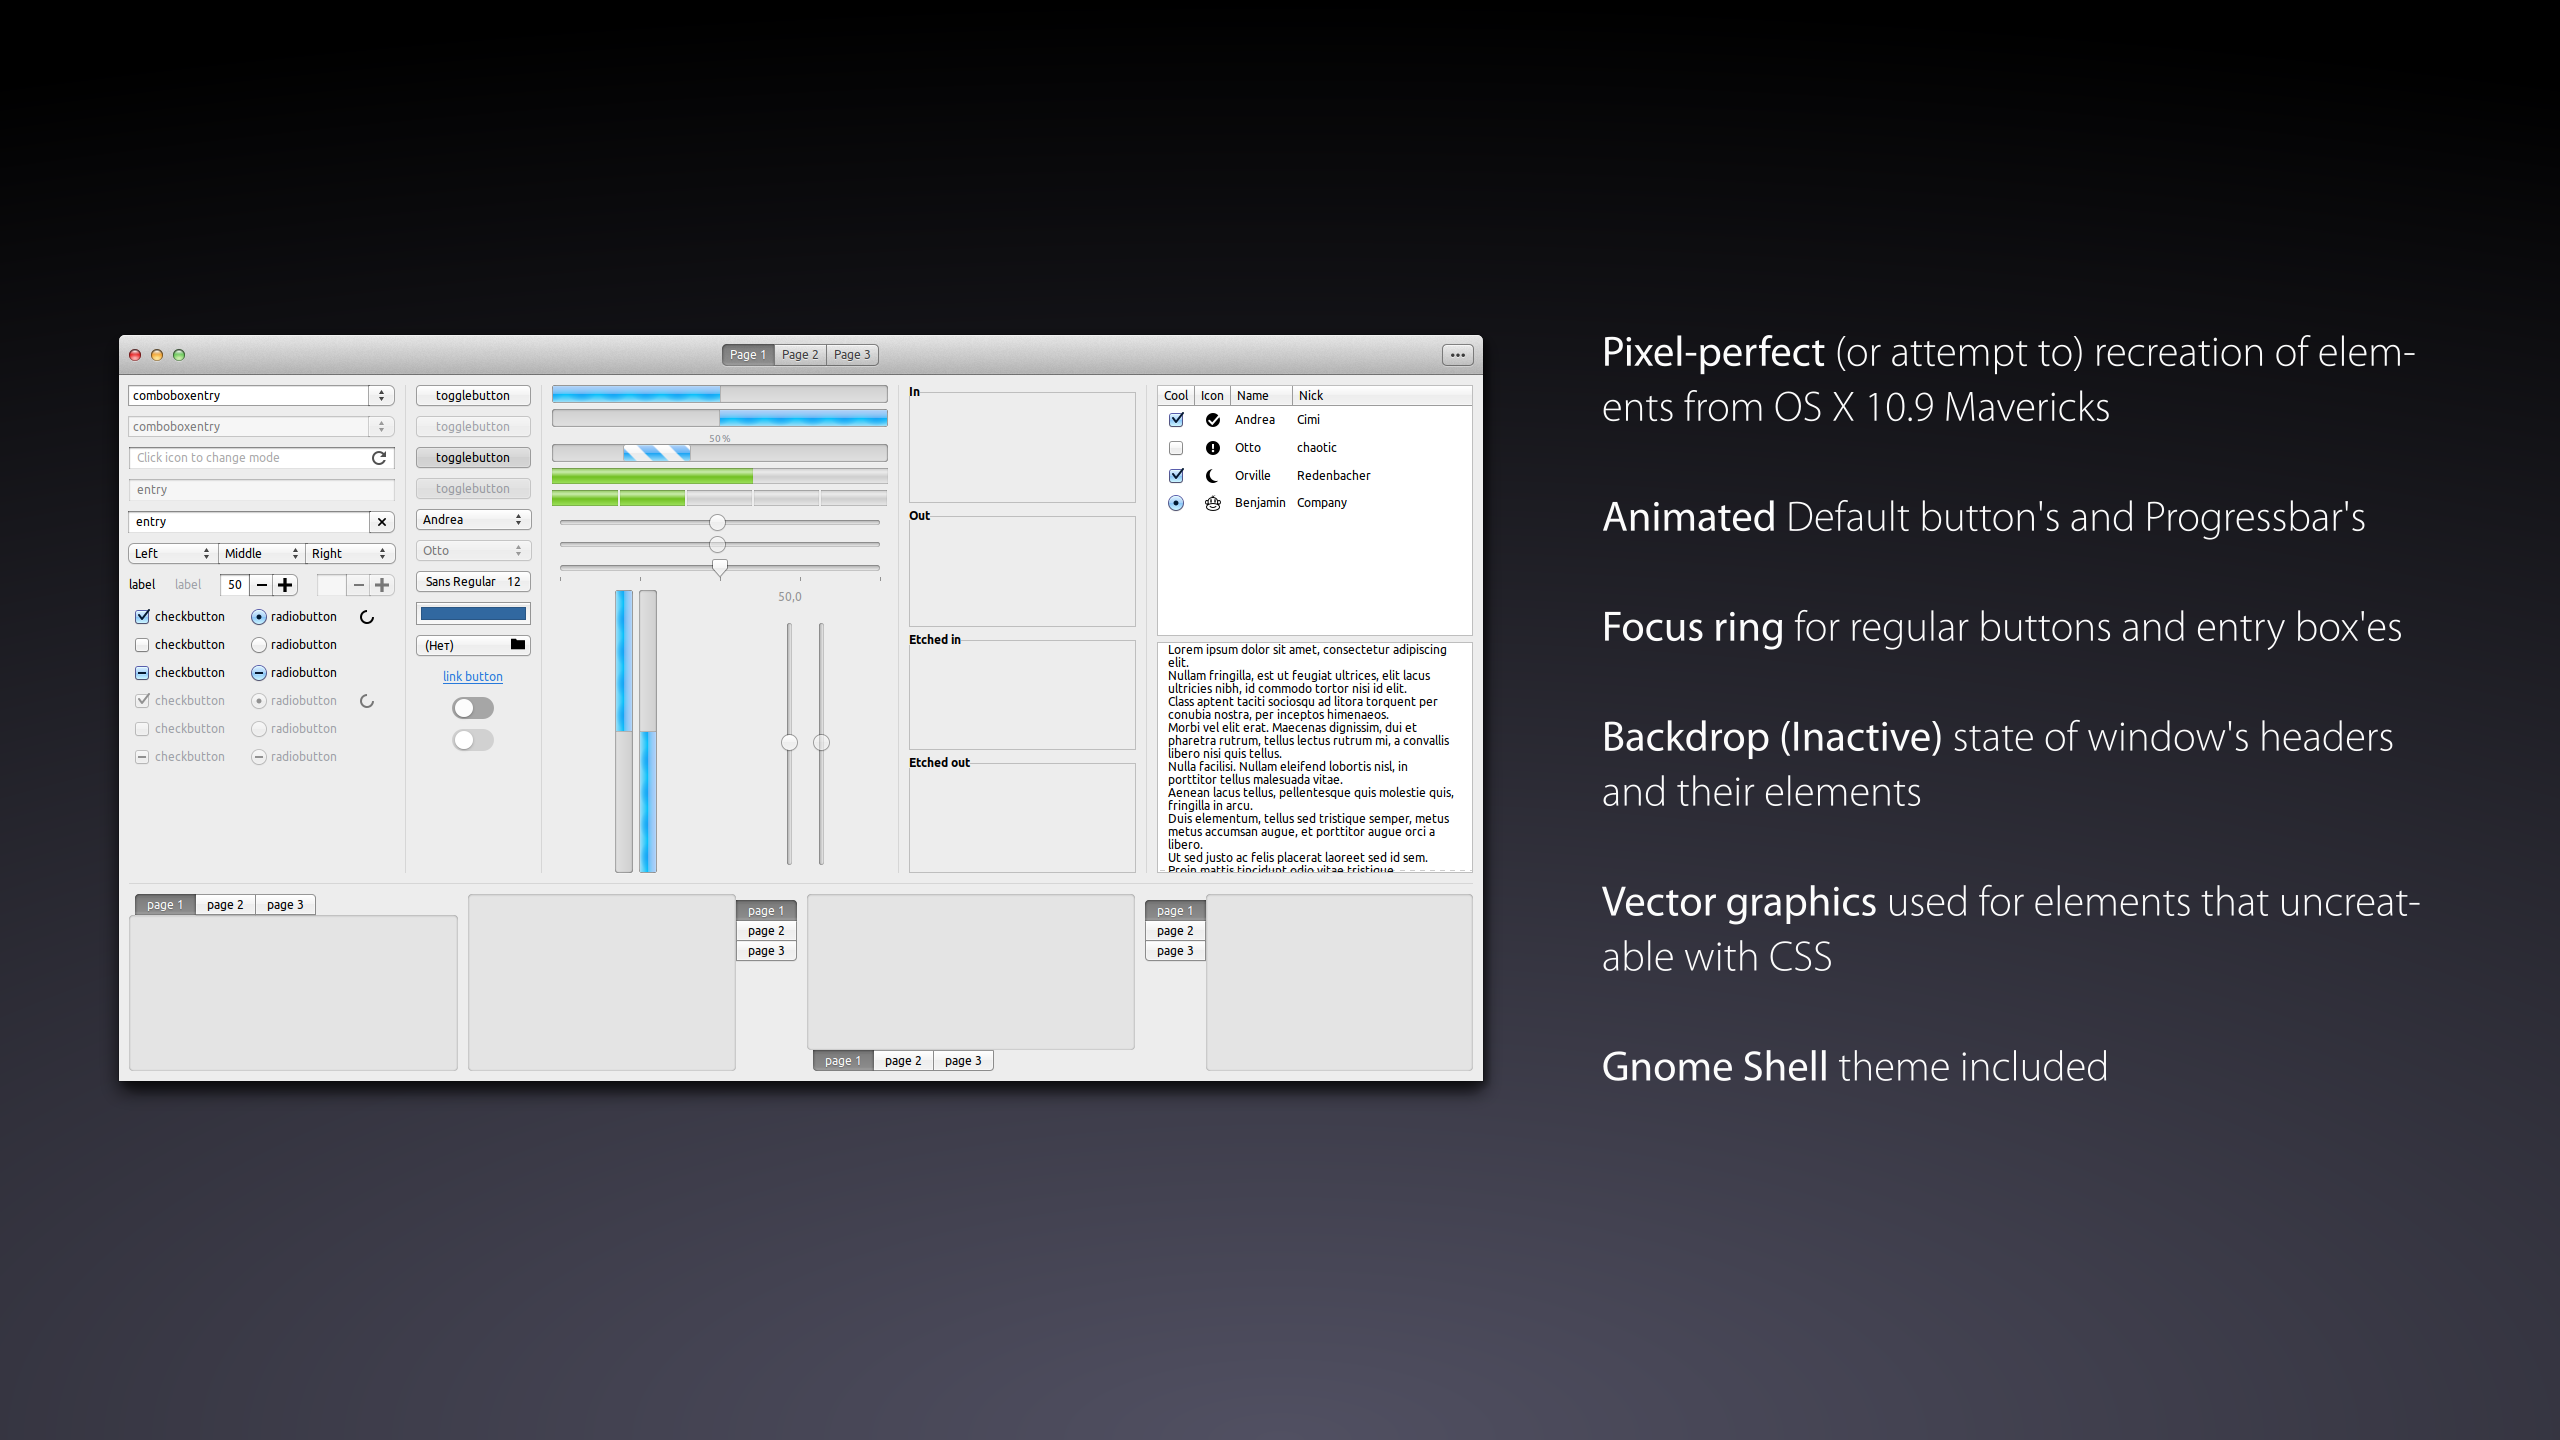 Page 1 Page 2 Page 3
comboboxentry
comboboxentry
Click icon to change mode
entry
entry
Left Middle Right
label label 50
checkbutton radiobutton
checkbutton radiobutton
checkbutton radiobutton
checkbutton radiobutton
checkbutton radiobutton
checkbutton radiobutton
togglebutton
togglebutton
togglebutton
togglebutton
Andrea
Otto
Sans Regular 12
(Нет)
link button
50 %
50,0
In
Out
Etched in
Etched out
Cool Icon Name Nick
Andrea Cimi
Otto chaotic
Orville Redenbacher
Benjamin Company
Lorem ipsum dolor sit amet, consectetur adipiscing
elit.
Nullam fringilla, est ut feugiat ultrices, elit lacus
ultricies nibh, id commodo tortor nisi id elit.
Class aptent taciti sociosqu ad litora torquent per
conubia nostra, per inceptos himenaeos.
Morbi vel elit erat. Maecenas dignissim, dui et
pharetra rutrum, tellus lectus rutrum mi, a convallis
libero nisi quis tellus.
Nulla facilisi. Nullam eleifend lobortis nisl, in
porttitor tellus malesuada vitae.
Aenean lacus tellus, pellentesque quis molestie quis,
fringilla in arcu.
Duis elementum, tellus sed tristique semper, metus
metus accumsan augue, et porttitor augue orci a
libero.
Ut sed justo ac felis placerat laoreet sed id sem.
Proin mattis tincidunt odio vitae tristique.
page 1 page 2 page 3
page 1
page 2
page 3
page 1 page 2 page 3
page 1
page 2
page 3
Pixel-perfect (or attempt to) recreation of elem-
ents from OS X 10.9 Mavericks
Animated Default button's and Progressbar's
Focus ring for regular buttons and entry box'es
Backdrop (Inactive) state of window's headers
and their elements
Vector graphics used for elements that uncreat-
able with CSS
Gnome Shell theme included